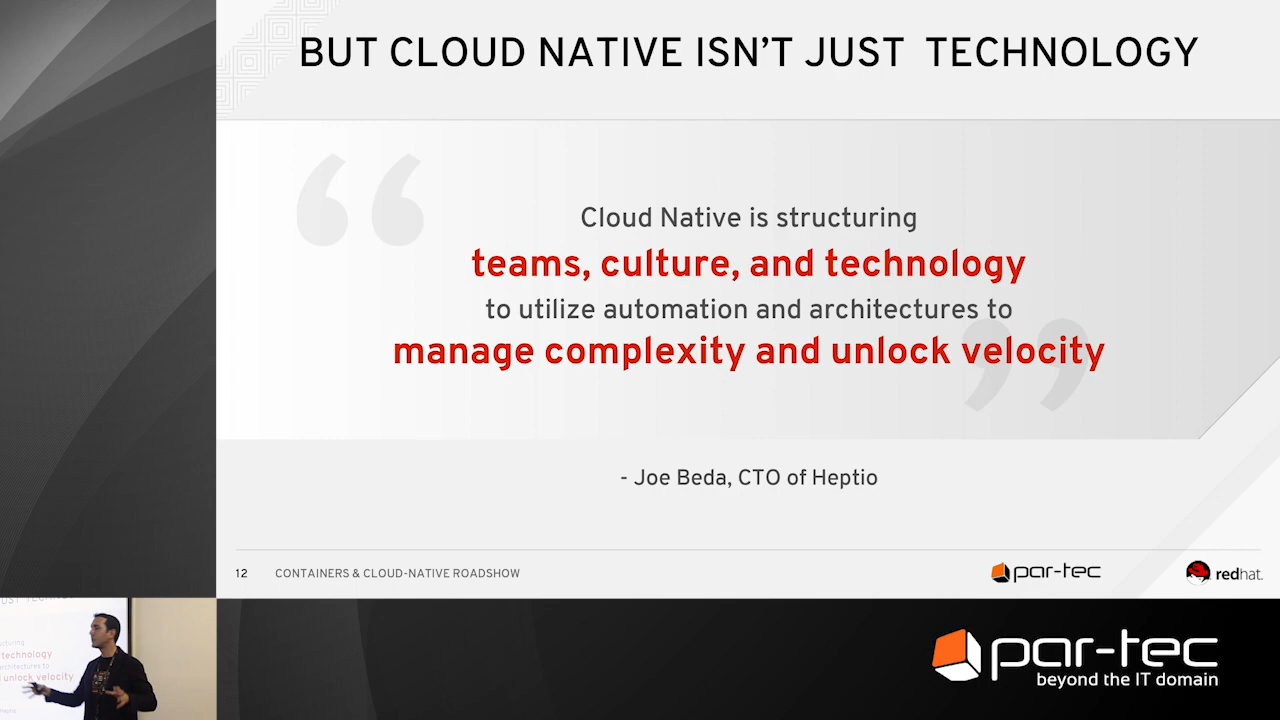 BUT CLOUD NATIVE ISN'T JUST TECHNOLOGY
“
Cloud Native is structuring
teams, culture, and technology
to utilize automation and architectures to
manage complexity and unlock velocity
”
- Joe Beda, CTO of Heptio
12 CONTAINERS & CLOUD-NATIVE ROADSHOW
par-tec
redhat.
technology
architectures to
unlock velocity
par-tec
beyond the IT domain